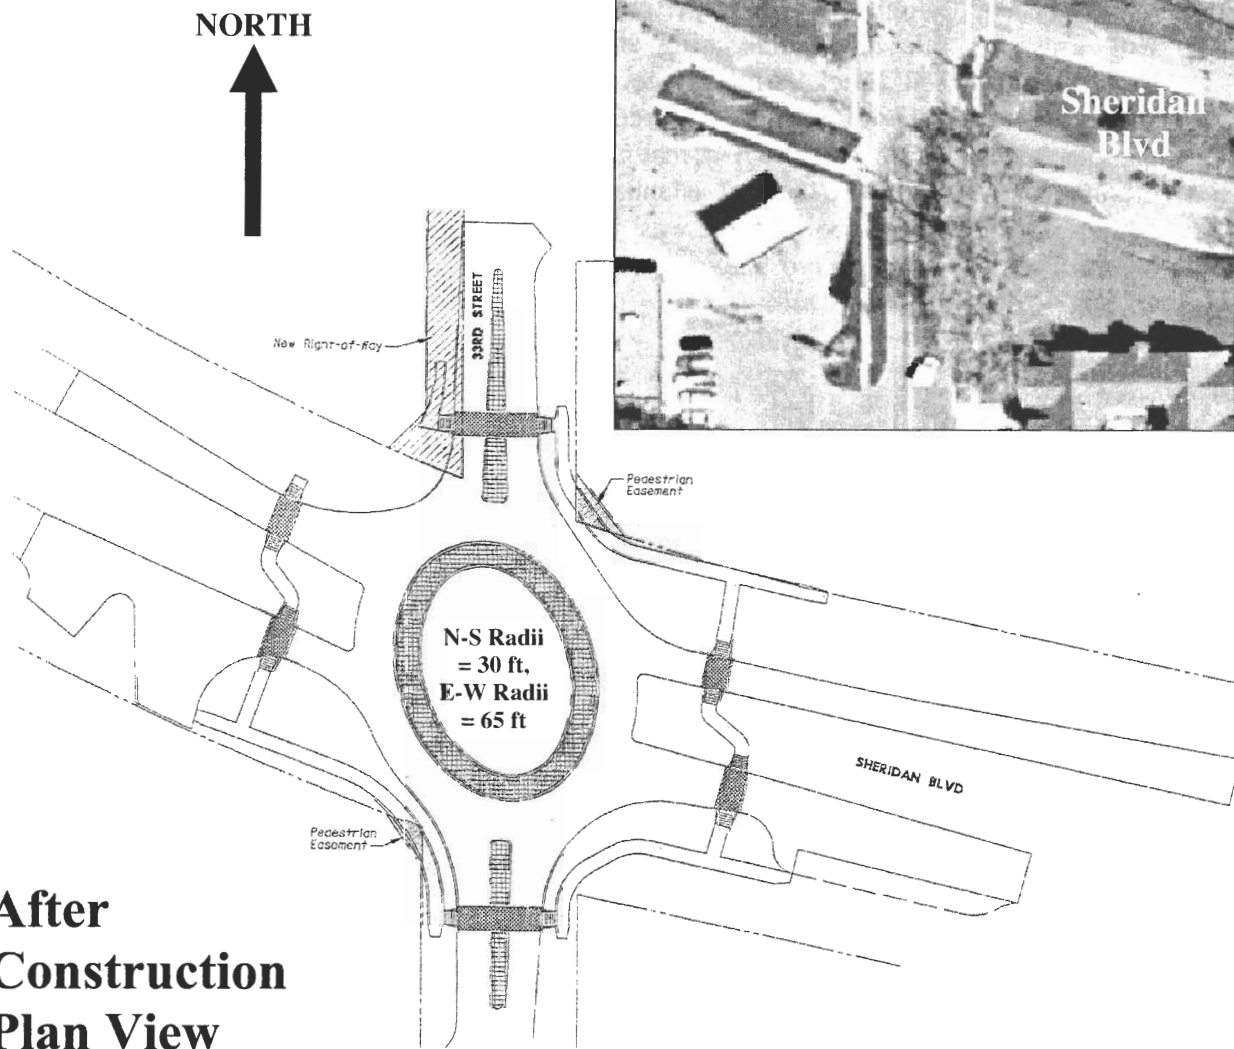 NORTH
Sheridan
Blvd
33RD STREET
New Right-of-Way
Pedestrian
Easement
N-S Radii
= 30 ft,
E-W Radii
= 65 ft
SHERIDAN BLVD
Pedestrian
Easement
After
Construction
Plan View